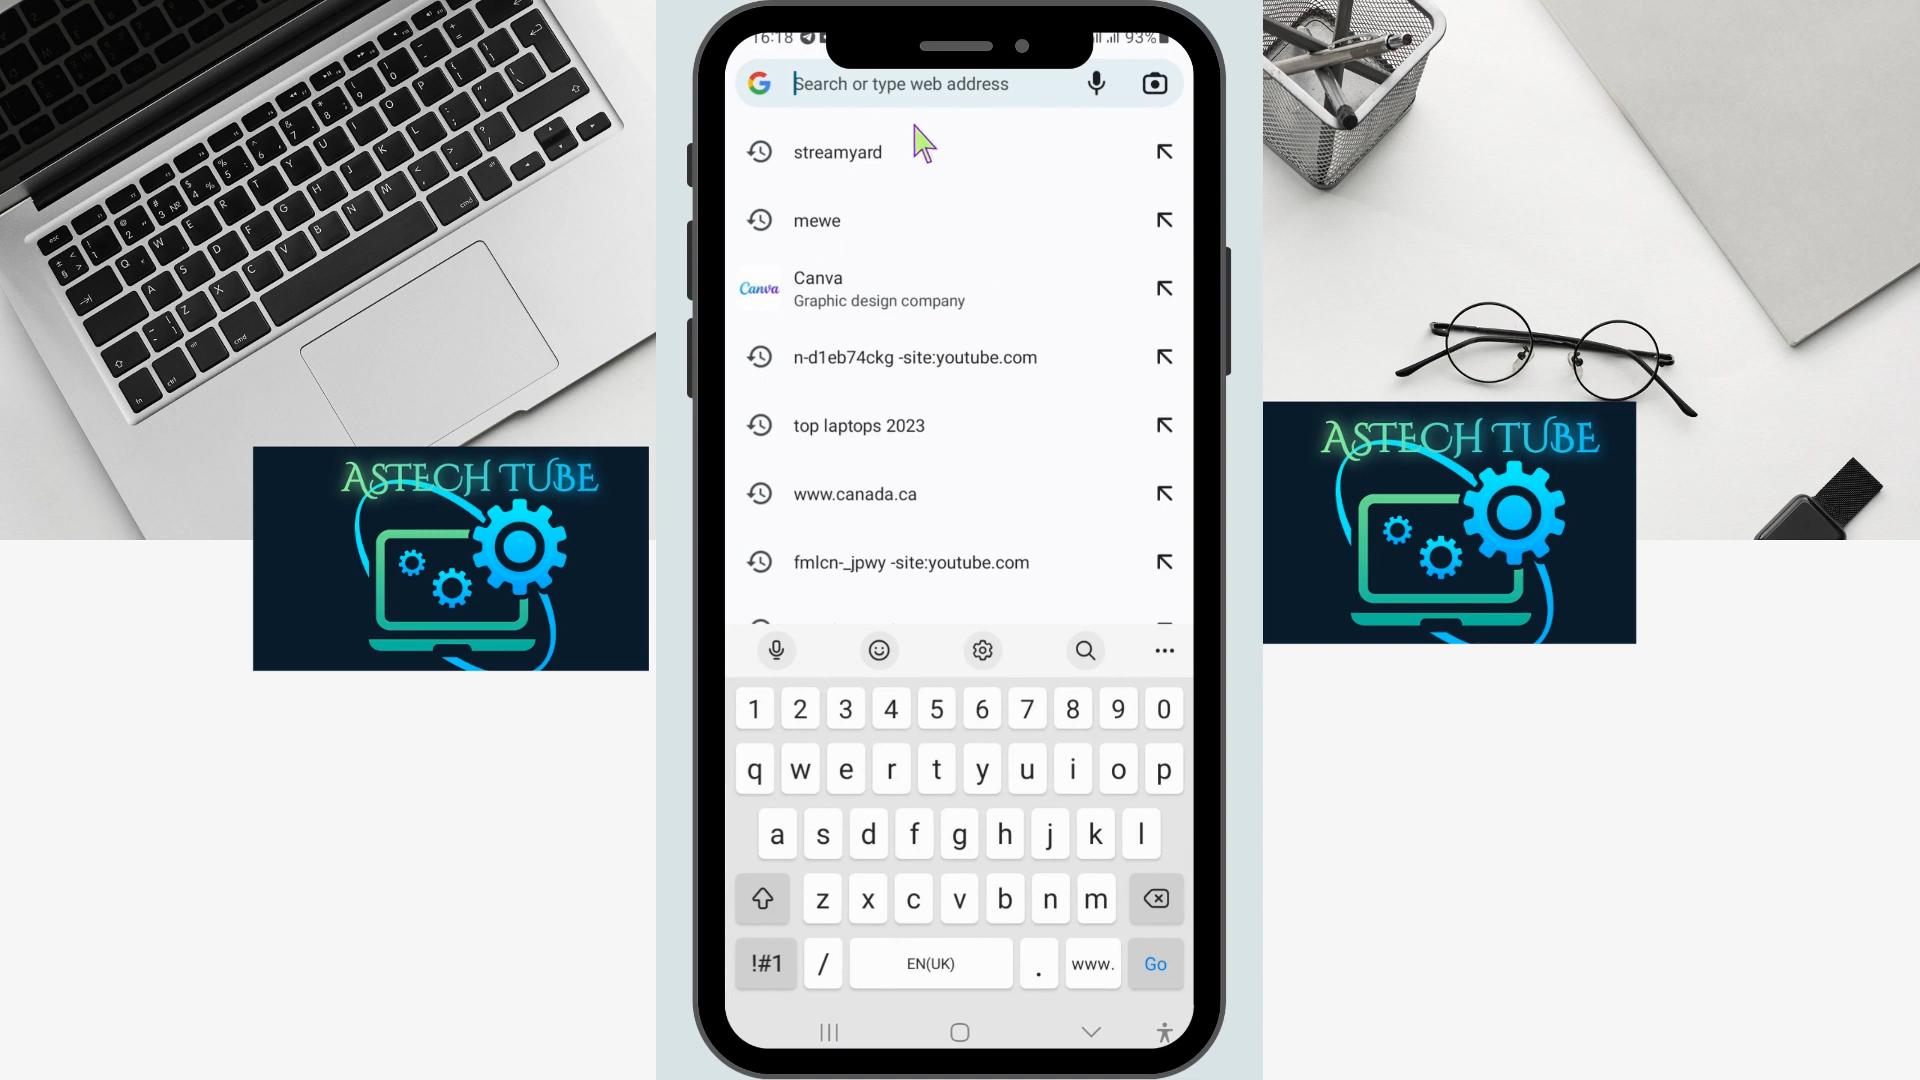 16:18
93%
Search or type web address
streamyard
mewe
Canva
Canva
Graphic design company
n-d1eb74ckg -site:youtube.com
top laptops 2023
www.canada.ca
fmlcn-_jpwy -site:youtube.com
1 2 3 4 5 6 7 8 9 0
q w e r t y u i o p
a s d f g h j k l
z x c v b n m
!#1 / EN(UK) . www. Go
ASTECH TUBE
ASTECH TUBE